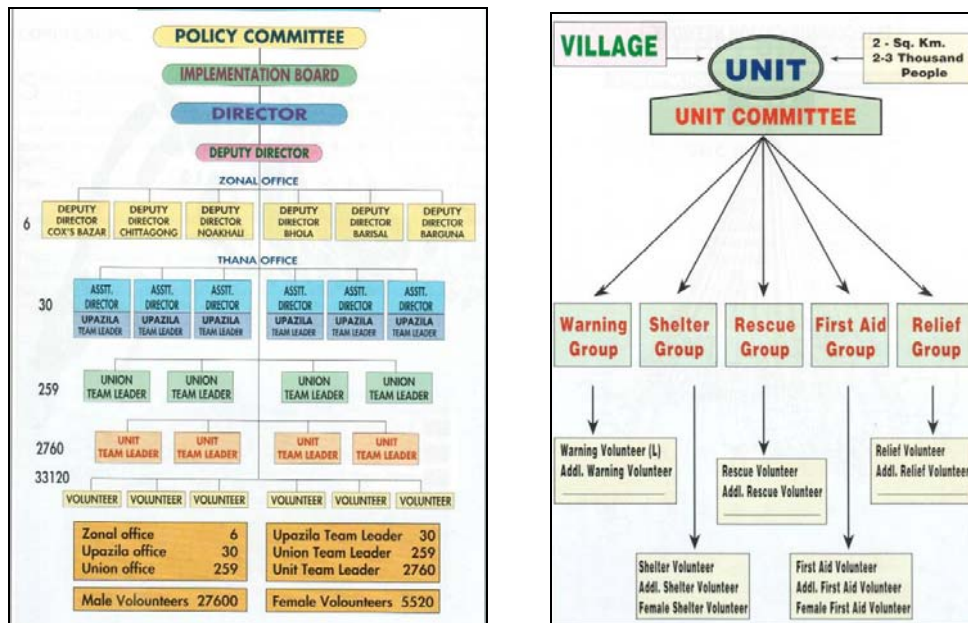 POLICY COMMITTEE
IMPLEMENTATION BOARD
DIRECTOR
DEPUTY DIRECTOR
ZONAL OFFICE
6
DEPUTY
DIRECTOR
COX'S BAZAR
DEPUTY
DIRECTOR
CHITTAGONG
DEPUTY
DIRECTOR
NOAKHALI
DEPUTY
DIRECTOR
BHOLA
DEPUTY
DIRECTOR
BARISAL
DEPUTY
DIRECTOR
BARGUNA
THANA OFFICE
30
ASSTT.
DIRECTOR
UPAZILA
TEAM LEADER
ASSTT.
DIRECTOR
UPAZILA
TEAM LEADER
ASSTT.
DIRECTOR
UPAZILA
TEAM LEADER
ASSTT.
DIRECTOR
UPAZILA
TEAM LEADER
ASSTT.
DIRECTOR
UPAZILA
TEAM LEADER
ASSTT.
DIRECTOR
UPAZILA
TEAM LEADER
259
UNION
TEAM LEADER
UNION
TEAM LEADER
UNION
TEAM LEADER
UNION
TEAM LEADER
2760
UNIT
TEAM LEADER
UNIT
TEAM LEADER
UNIT
TEAM LEADER
UNIT
TEAM LEADER
33120
VOLUNTEER
VOLUNTEER
VOLUNTEER
VOLUNTEER
VOLUNTEER
VOLUNTEER
Zonal office 6
Upazila office 30
Union office 259
Upazila Team Leader 30
Union Team Leader 259
Unit Team Leader 2760
Male Volounteers 27600
Female Volounteers 5520
VILLAGE
UNIT
2 - Sq. Km.
2-3 Thousand
People
UNIT COMMITTEE
Warning
Group
Shelter
Group
Rescue
Group
First Aid
Group
Relief
Group
Warning Volunteer (L)
Addl. Warning Volunteer
Rescue Volunteer
Addl. Rescue Volunteer
Relief Volunteer
Addl. Relief Volunteer
Shelter Volunteer
Addl. Shelter Volunteer
Female Shelter Volunteer
First Aid Volunteer
Addl. First Aid Volunteer
Female First Aid Volunteer